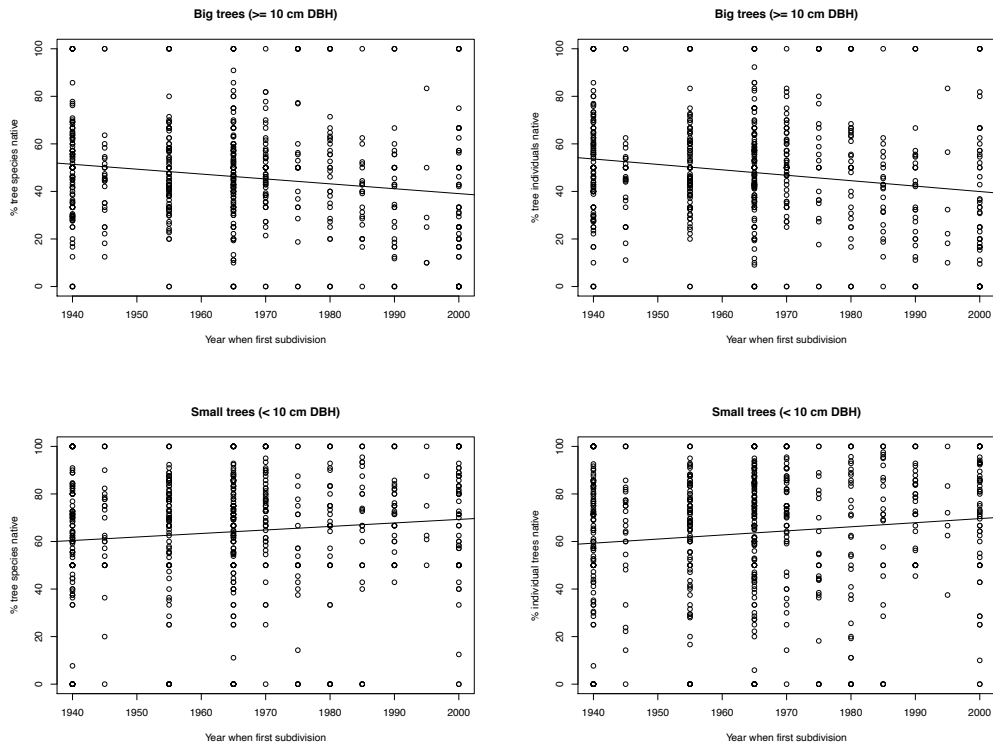 Big trees (>= 10 cm DBH)
% tree species native
100
80
60
40
20
0
1940 1950 1960 1970 1980 1990 2000
Year when first subdivision
Big trees (>= 10 cm DBH)
% tree individuals native
100
80
60
40
20
0
1940 1950 1960 1970 1980 1990 2000
Year when first subdivision
Small trees (< 10 cm DBH)
% tree species native
100
80
60
40
20
0
1940 1950 1960 1970 1980 1990 2000
Year when first subdivision
Small trees (< 10 cm DBH)
% individual trees native
100
80
60
40
20
0
1940 1950 1960 1970 1980 1990 2000
Year when first subdivision